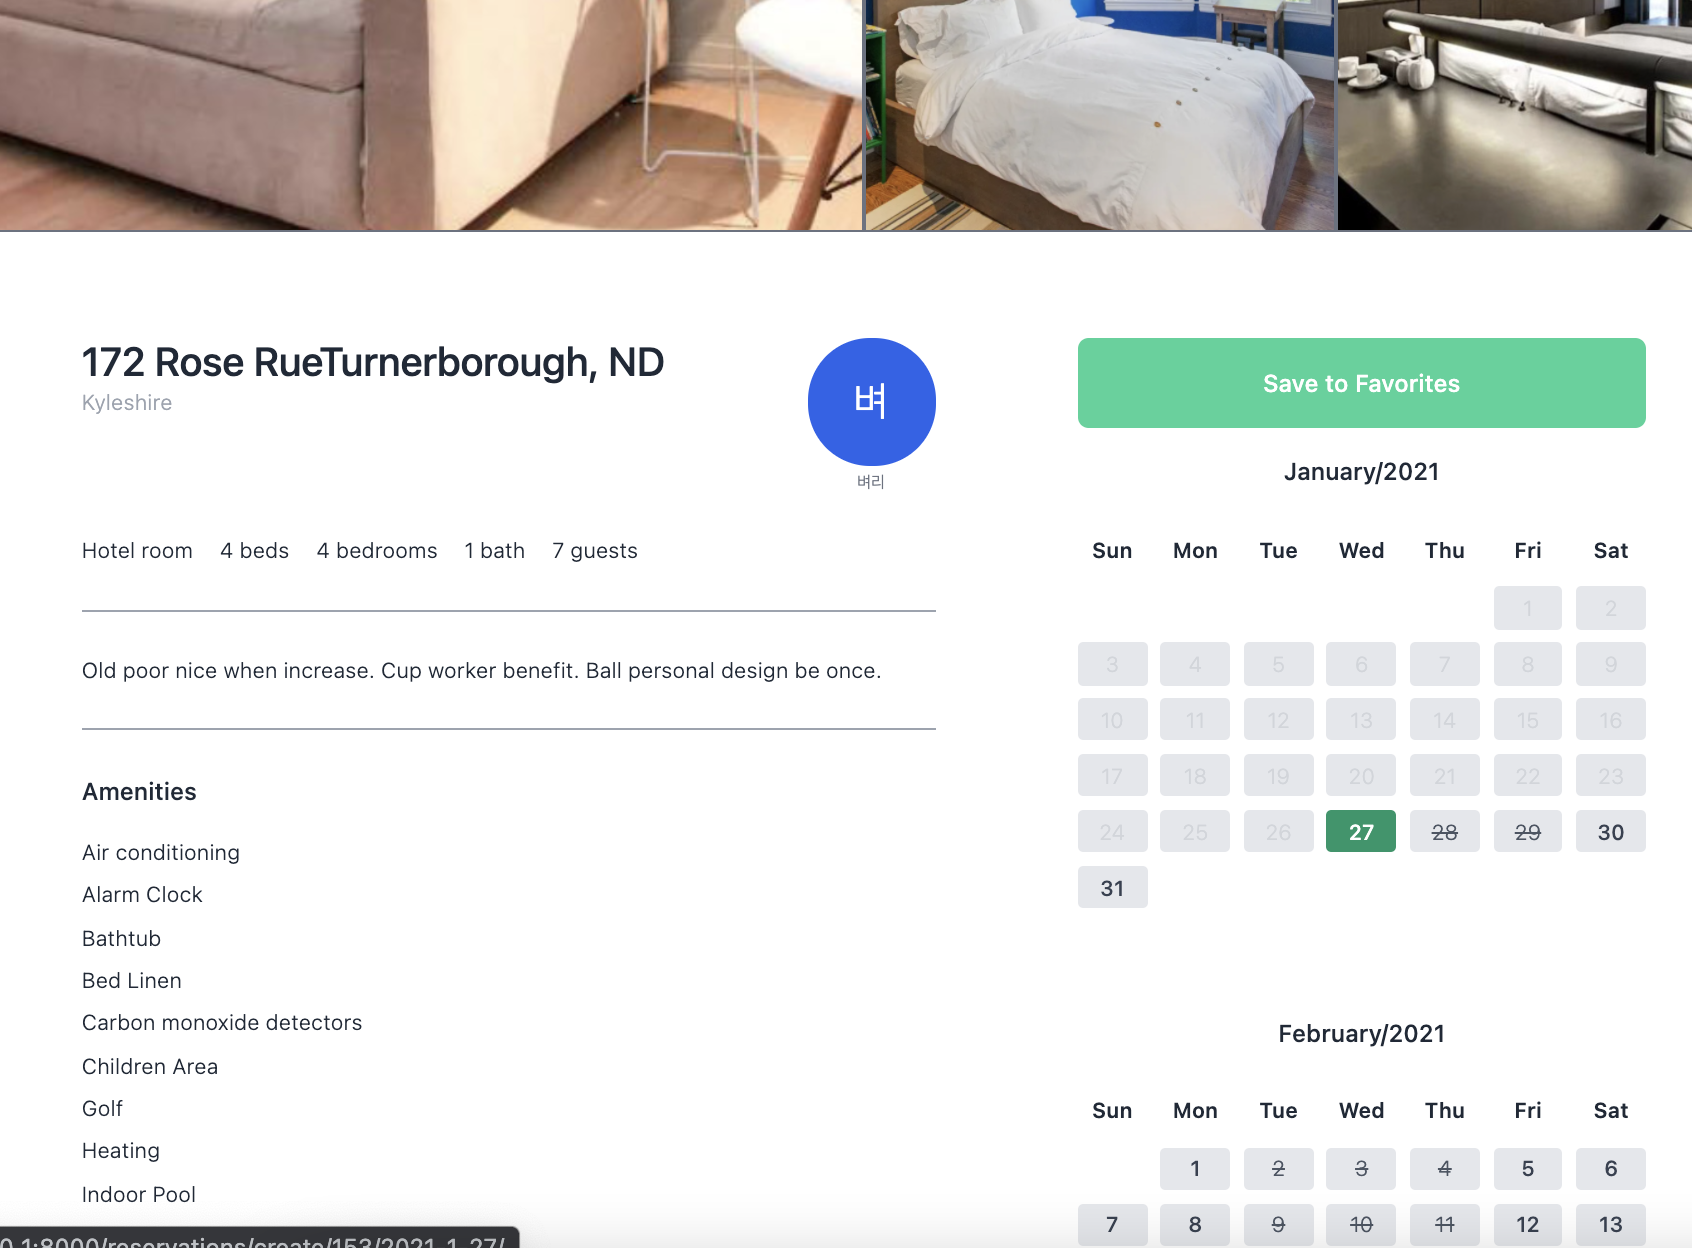 172 Rose RueTurnerborough, ND
Kyleshire
벼
벼리
Hotel room 4 beds 4 bedrooms 1 bath 7 guests
Old poor nice when increase. Cup worker benefit. Ball personal design be once.
Amenities
Air conditioning
Alarm Clock
Bathtub
Bed Linen
Carbon monoxide detectors
Children Area
Golf
Heating
Indoor Pool
Save to Favorites
January/2021
Sun Mon Tue Wed Thu Fri Sat
1 2
3 4 5 6 7 8 9
10 11 12 13 14 15 16
17 18 19 20 21 22 23
24 25 26 27 28 29 30
31
February/2021
Sun Mon Tue Wed Thu Fri Sat
1 2 3 4 5 6
7 8 9 10 11 12 13
0.1:8000/reservations/create/153/2021-1-27/